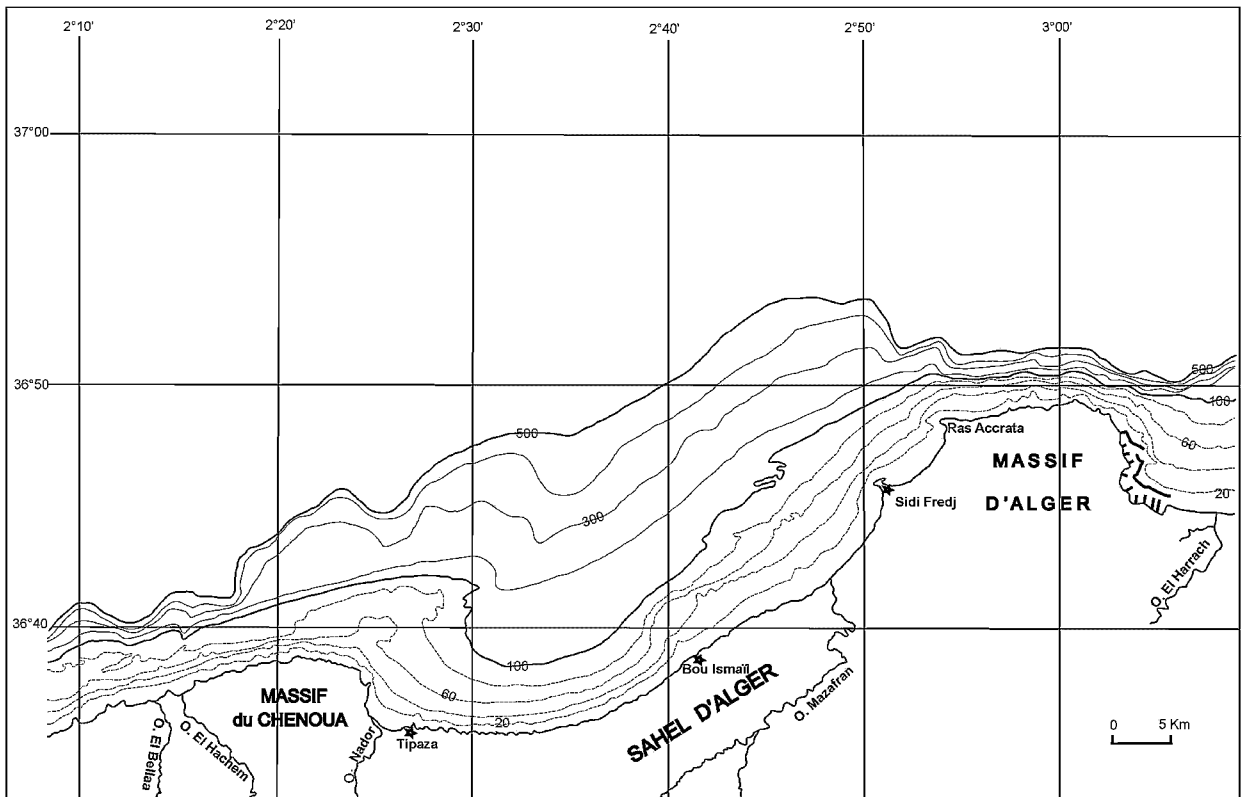 2°10'
2°20'
2°30'
2°40'
2°50'
3°00'
37°00
36°50
500
100
500
Ras Accrata
60
MASSIF
D'ALGER
20
Sidi Fredj
300
O. El Harrach
36°40
100
Bou Ismaïl
MASSIF
du CHENOUA
60
SAHEL D'ALGER
O. Mazafran
20
Tipaza
O. Nador
O. El Hachem
O. El Bellaa
0 5 Km